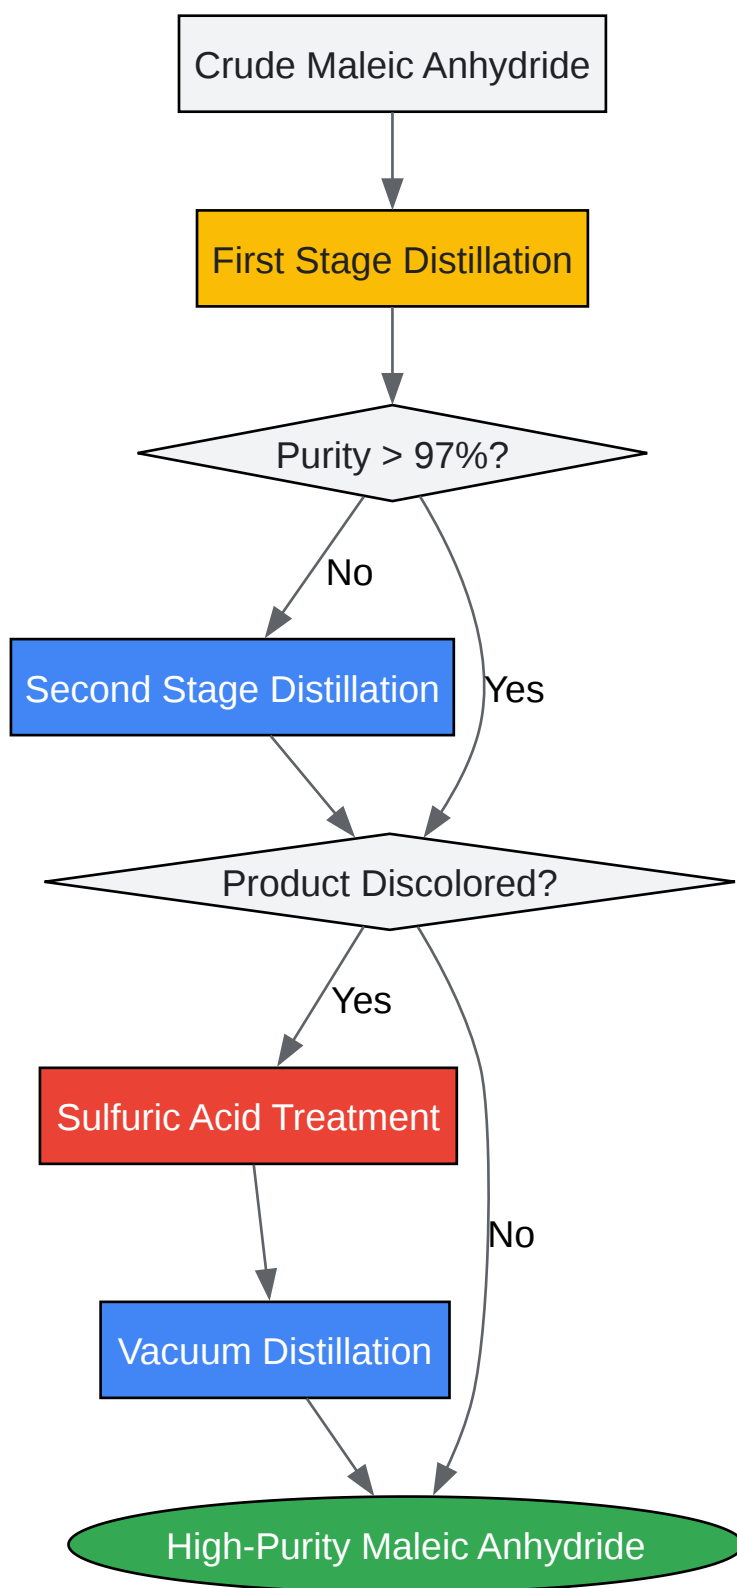 Crude Maleic Anhydride
First Stage Distillation
Purity > 97%?
No
Second Stage Distillation
Yes
Product Discolored?
Yes
Sulfuric Acid Treatment
No
Vacuum Distillation
High-Purity Maleic Anhydride